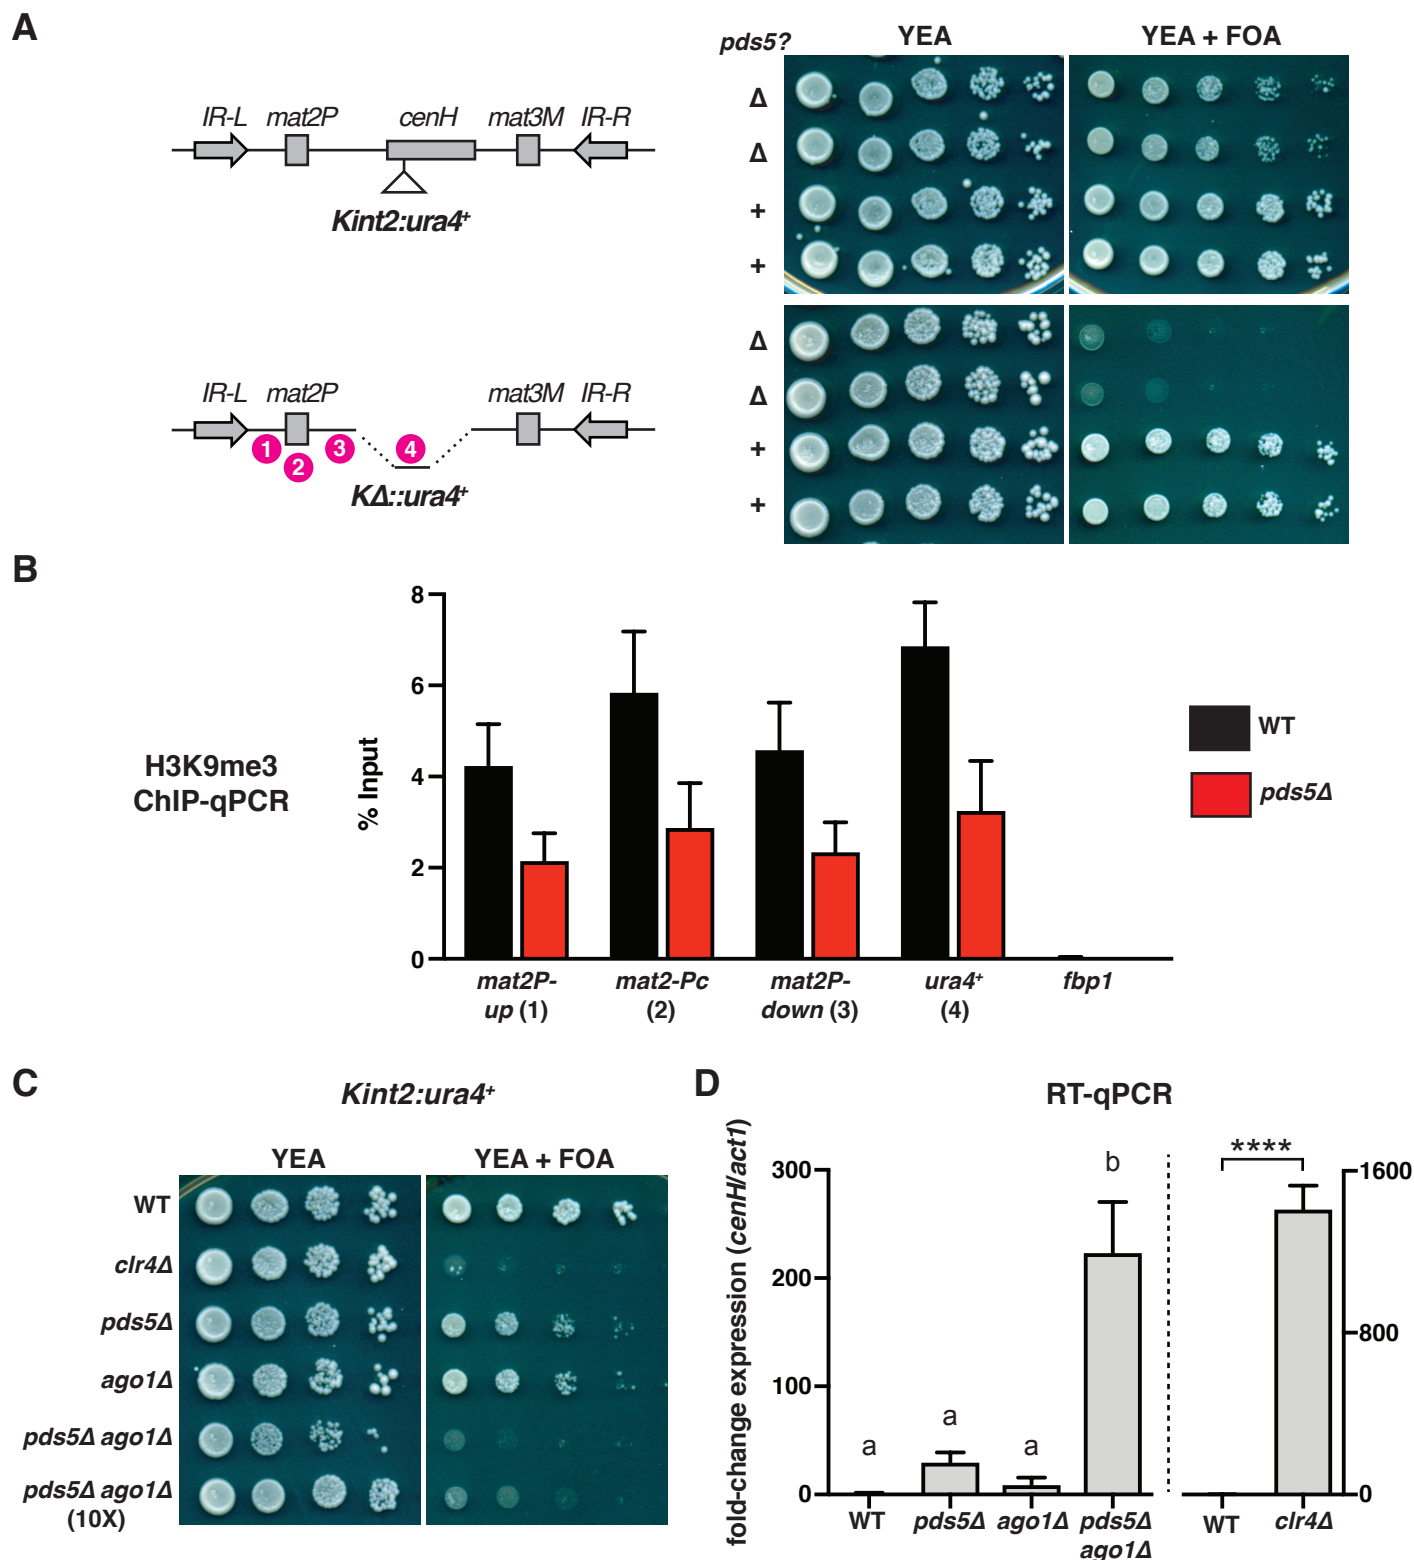 A
pds5?
YEA
YEA + FOA
IR-L
mat2P
cenH
mat3M
IR-R
Kint2:ura4+
Δ
Δ
+
+
IR-L
mat2P
mat3M
IR-R
1
2
3
4
KΔ::ura4+
Δ
Δ
+
+
B
H3K9me3
ChIP-qPCR
% Input
8
6
4
2
0
WT
pds5Δ
mat2P-
up (1)
mat2-Pc
(2)
mat2P-
down (3)
ura4+
(4)
fbp1
C
Kint2:ura4+
YEA
YEA + FOA
WT
clr4Δ
pds5Δ
ago1Δ
pds5Δ ago1Δ
pds5Δ ago1Δ
(10X)
D
RT-qPCR
fold-change expression (cenH/act1)
300
200
100
0
a
a
a
b
****
1600
800
0
WT
pds5Δ
ago1Δ
pds5Δ
ago1Δ
WT
clr4Δ